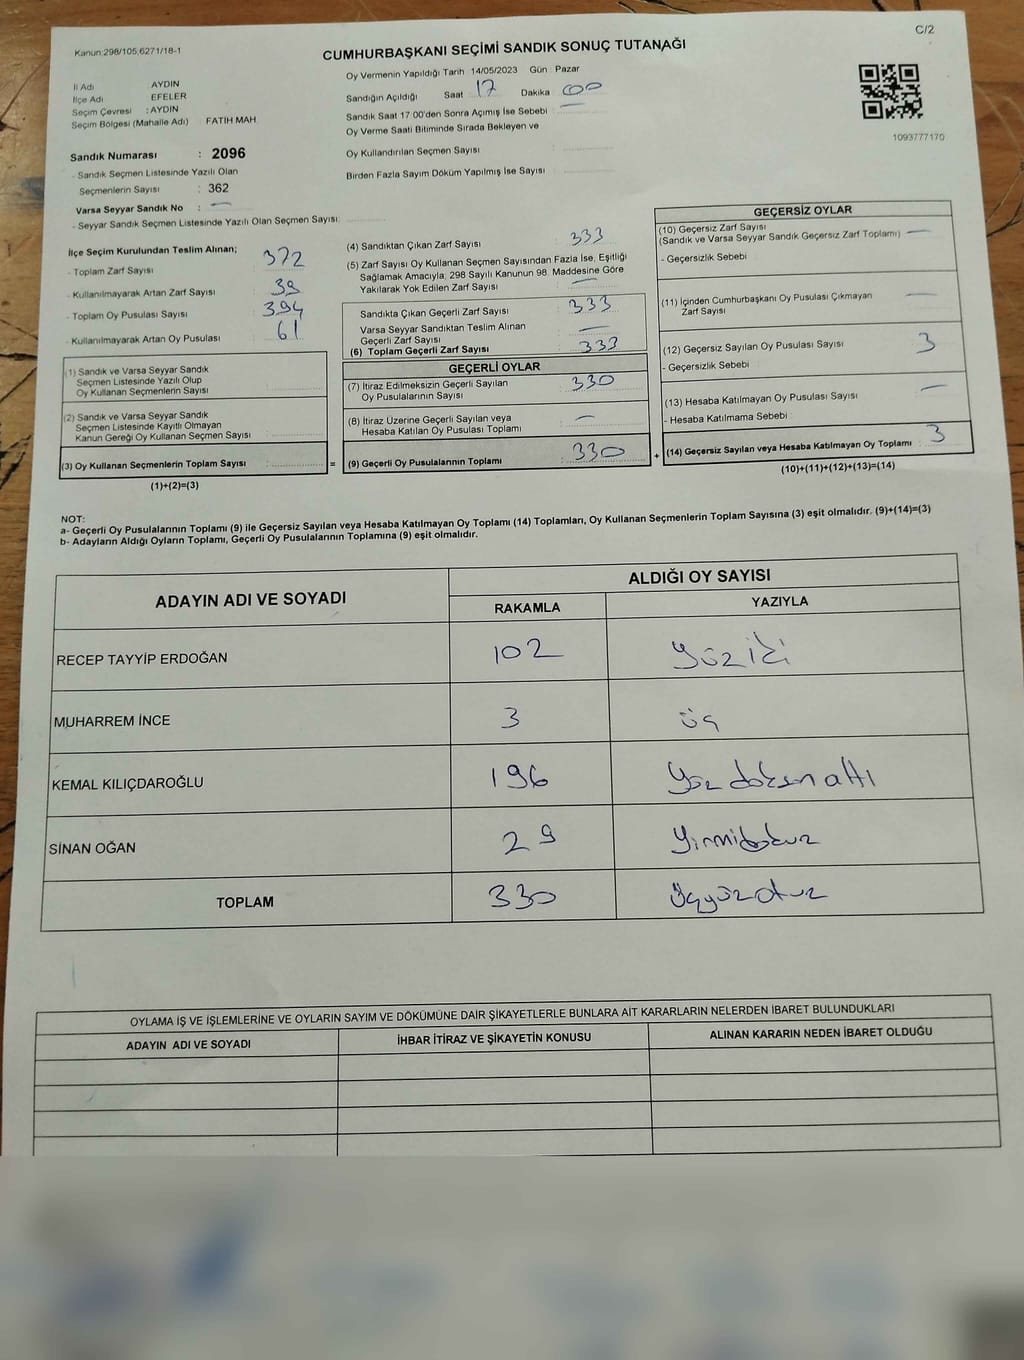 C/2
Kanun:298/105,6271/18-1
CUMHURBAŞKANI SEÇİMİ SANDIK SONUÇ TUTANAĞI
İl Adı : AYDIN
İlçe Adı : EFELER
Seçim Çevresi : AYDIN
Seçim Bölgesi (Mahalle Adı) : FATİH MAH
Oy Vermenin Yapıldığı Tarih 14/05/2023 Gün : Pazar
Sandığın Açıldığı Saat 17 Dakika 00
Sandık Saat 17:00'den Sonra Açımış İse Sebebi : —
Oy Verme Saati Bitiminde Sırada Bekleyen ve
Oy Kullandırılan Seçmen Sayısı :
Birden Fazla Sayım Döküm Yapılmış İse Sayısı :
1093777170
Sandık Numarası : 2096
- Sandık Seçmen Listesinde Yazılı Olan
Seçmenlerin Sayısı : 362
Varsa Seyyar Sandık No : —
- Seyyar Sandık Seçmen Listesinde Yazılı Olan Seçmen Sayısı:
İlçe Seçim Kurulundan Teslim Alınan;
- Toplam Zarf Sayısı : 372
- Kullanılmayarak Artan Zarf Sayısı : 39
- Toplam Oy Pusulası Sayısı : 394
- Kullanılmayarak Artan Oy Pusulası : 61
(1) Sandık ve Varsa Seyyar Sandık
Seçmen Listesinde Yazılı Olup
Oy Kullanan Seçmenlerin Sayısı :
(2) Sandık ve Varsa Seyyar Sandık
Seçmen Listesinde Kayıtlı Olmayan
Kanun Gereği Oy Kullanan Seçmen Sayısı :
(3) Oy Kullanan Seçmenlerin Toplam Sayısı : =
(1)+(2)=(3)
(4) Sandıktan Çıkan Zarf Sayısı : 333
(5) Zarf Sayısı Oy Kullanan Seçmen Sayısından Fazla İse, Eşitliği
Sağlamak Amacıyla; 298 Sayılı Kanunun 98. Maddesine Göre
Yakılarak Yok Edilen Zarf Sayısı : —
Sandıkta Çıkan Geçerli Zarf Sayısı : 333
Varsa Seyyar Sandıktan Teslim Alınan
Geçerli Zarf Sayısı : —
(6) Toplam Geçerli Zarf Sayısı : 333
GEÇERLİ OYLAR
(7) İtiraz Edilmeksizin Geçerli Sayılan
Oy Pusulalarının Sayısı : 330
(8) İtiraz Üzerine Geçerli Sayılan veya
Hesaba Katılan Oy Pusulası Toplamı : —
(9) Geçerli Oy Pusulalarının Toplamı : 330 +
GEÇERSİZ OYLAR
(10) Geçersiz Zarf Sayısı
(Sandık ve Varsa Seyyar Sandık Geçersiz Zarf Toplamı) —
- Geçersizlik Sebebi :
(11) İçinden Cumhurbaşkanı Oy Pusulası Çıkmayan
Zarf Sayısı : —
(12) Geçersiz Sayılan Oy Pusulası Sayısı : 3
- Geçersizlik Sebebi
(13) Hesaba Katılmayan Oy Pusulası Sayısı : —
- Hesaba Katılmama Sebebi :
(14) Geçersiz Sayılan veya Hesaba Katılmayan Oy Toplamı : 3
(10)+(11)+(12)+(13)=(14)
NOT:
a- Geçerli Oy Pusulalarının Toplamı (9) ile Geçersiz Sayılan veya Hesaba Katılmayan Oy Toplamı (14) Toplamları, Oy Kullanan Seçmenlerin Toplam Sayısına (3) eşit olmalıdır. (9)+(14)=(3)
b- Adayların Aldığı Oyların Toplamı, Geçerli Oy Pusulalarının Toplamına (9) eşit olmalıdır.
ADAYIN ADI VE SOYADI
ALDIĞI OY SAYISI
RAKAMLA YAZIYLA
RECEP TAYYİP ERDOĞAN 102 Yüziki
MUHARREM İNCE 3 üç
KEMAL KILIÇDAROĞLU 196 Yüz doksan altı
SİNAN OĞAN 29 Yirmidokuz
TOPLAM 330 Üçyüzotuz
OYLAMA İŞ VE İŞLEMLERİNE VE OYLARIN SAYIM VE DÖKÜMÜNE DAİR ŞİKAYETLERLE BUNLARA AİT KARARLARIN NELERDEN İBARET BULUNDUKLARI
ADAYIN ADI VE SOYADI İHBAR İTİRAZ VE ŞİKAYETİN KONUSU ALINAN KARARIN NEDEN İBARET OLDUĞU